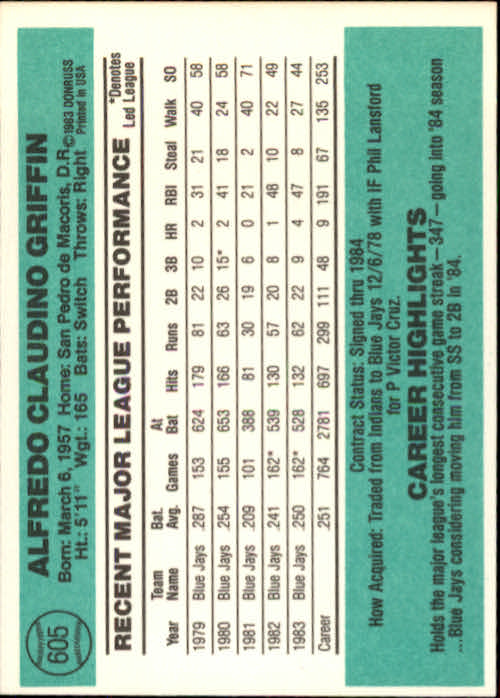 605
ALFREDO CLAUDINO GRIFFIN
Born: March 6, 1957 Home: San Pedro de Macoris, D.R.
Ht.: 5'11" Wgt.: 165 Bats: Switch Throws: Right
©1983 DONRUSS
Printed in USA
RECENT MAJOR LEAGUE PERFORMANCE
*Denotes
Led League
Year Team Name Bat. Avg. Games At Bat Hits Runs 2B 3B HR RBI Steal Walk SO
1979 Blue Jays .287 153 624 179 81 22 10 2 31 21 40 58
1980 Blue Jays .254 155 653 166 63 26 15* 2 41 18 24 58
1981 Blue Jays .209 101 388 81 30 19 6 0 21 2 40 71
1982 Blue Jays .241 162* 539 130 57 20 8 1 48 10 22 49
1983 Blue Jays .250 162* 528 132 62 22 9 4 47 8 27 44
Career .251 764 2781 697 299 111 48 9 191 67 135 253
Contract Status: Signed thru 1984
How Acquired: Traded from Indians to Blue Jays 12/6/78 with IF Phil Lansford
for P Victor Cruz.
CAREER HIGHLIGHTS
Holds the major league's longest consecutive game streak—347—going into '84 season
...Blue Jays considering moving him from SS to 2B in '84.